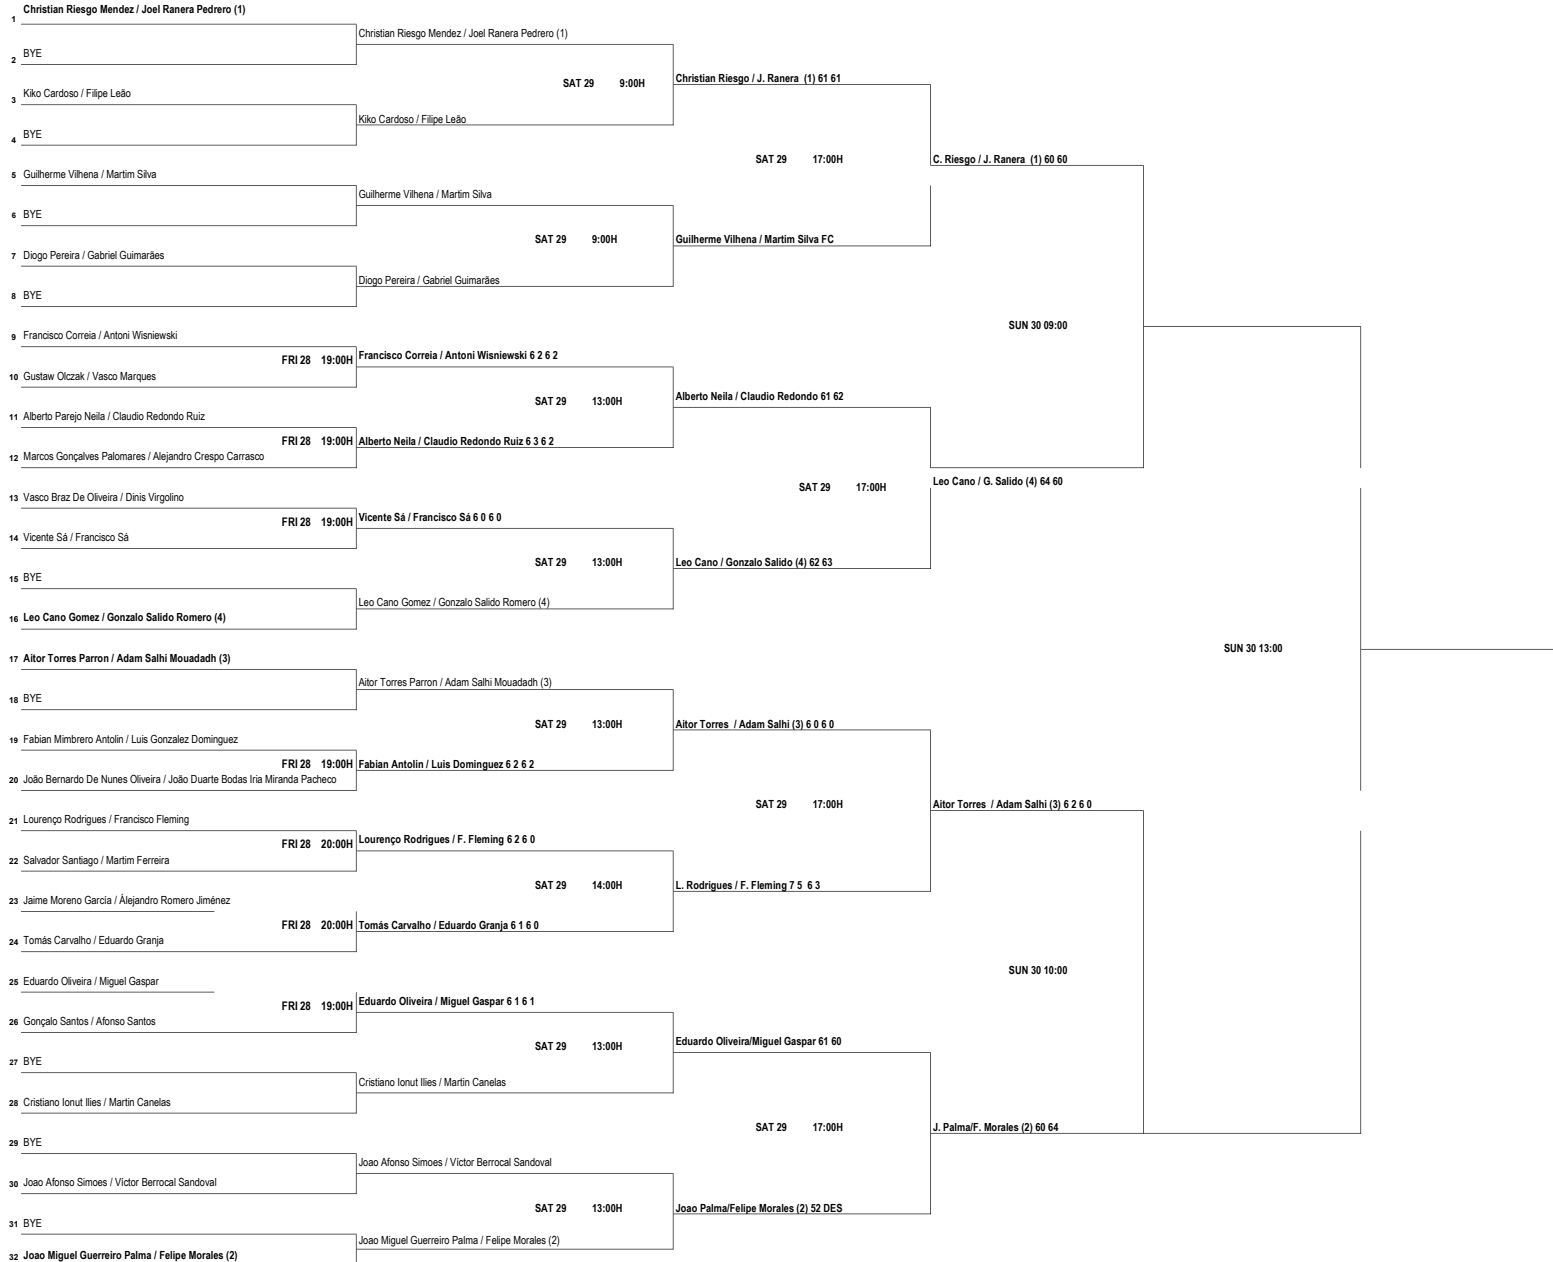 1 Christian Riesgo Mendez / Joel Ranera Pedrero (1)
Christian Riesgo Mendez / Joel Ranera Pedrero (1)
2 BYE
SAT 29 9:00H
Christian Riesgo / J. Ranera (1) 61 61
3 Kiko Cardoso / Filipe Leão
Kiko Cardoso / Filipe Leão
4 BYE
SAT 29 17:00H
C. Riesgo / J. Ranera (1) 60 60
5 Guilherme Vilhena / Martim Silva
Guilherme Vilhena / Martim Silva
6 BYE
SAT 29 9:00H
Guilherme Vilhena / Martim Silva FC
7 Diogo Pereira / Gabriel Guimarães
Diogo Pereira / Gabriel Guimarães
8 BYE
SUN 30 09:00
9 Francisco Correia / Antoni Wisniewski
FRI 28 19:00H
Francisco Correia / Antoni Wisniewski 6 2 6 2
10 Gustaw Olczak / Vasco Marques
SAT 29 13:00H
Alberto Neila / Claudio Redondo 61 62
11 Alberto Parejo Neila / Claudio Redondo Ruiz
FRI 28 19:00H
Alberto Neila / Claudio Redondo Ruiz 6 3 6 2
12 Marcos Gonçalves Palomares / Alejandro Crespo Carrasco
SAT 29 17:00H
Leo Cano / G. Salido (4) 64 60
13 Vasco Braz De Oliveira / Dinis Virgolino
FRI 28 19:00H
Vicente Sá / Francisco Sá 6 0 6 0
14 Vicente Sá / Francisco Sá
SAT 29 13:00H
Leo Cano / Gonzalo Salido (4) 62 63
15 BYE
Leo Cano Gomez / Gonzalo Salido Romero (4)
16 Leo Cano Gomez / Gonzalo Salido Romero (4)
SUN 30 13:00
17 Aitor Torres Parron / Adam Salhi Mouadadh (3)
Aitor Torres Parron / Adam Salhi Mouadadh (3)
18 BYE
SAT 29 13:00H
Aitor Torres / Adam Salhi (3) 6 0 6 0
19 Fabian Mimbrero Antolin / Luis Gonzalez Dominguez
FRI 28 19:00H
Fabian Antolin / Luis Dominguez 6 2 6 2
20 João Bernardo De Nunes Oliveira / João Duarte Bodas Iria Miranda Pacheco
SAT 29 17:00H
Aitor Torres / Adam Salhi (3) 6 2 6 0
21 Lourenço Rodrigues / Francisco Fleming
FRI 28 20:00H
Lourenço Rodrigues / F. Fleming 6 2 6 0
22 Salvador Santiago / Martim Ferreira
SAT 29 14:00H
L. Rodrigues / F. Fleming 7 5 6 3
23 Jaime Moreno García / Álejandro Romero Jiménez
FRI 28 20:00H
Tomás Carvalho / Eduardo Granja 6 1 6 0
24 Tomás Carvalho / Eduardo Granja
SUN 30 10:00
25 Eduardo Oliveira / Miguel Gaspar
FRI 28 19:00H
Eduardo Oliveira / Miguel Gaspar 6 1 6 1
26 Gonçalo Santos / Afonso Santos
SAT 29 13:00H
Eduardo Oliveira/Miguel Gaspar 61 60
27 BYE
Cristiano Ionut Ilies / Martin Canelas
28 Cristiano Ionut Ilies / Martin Canelas
SAT 29 17:00H
J. Palma/F. Morales (2) 60 64
29 BYE
Joao Afonso Simoes / Víctor Berrocal Sandoval
30 Joao Afonso Simoes / Víctor Berrocal Sandoval
SAT 29 13:00H
Joao Palma/Felipe Morales (2) 52 DES
31 BYE
Joao Miguel Guerreiro Palma / Felipe Morales (2)
32 Joao Miguel Guerreiro Palma / Felipe Morales (2)